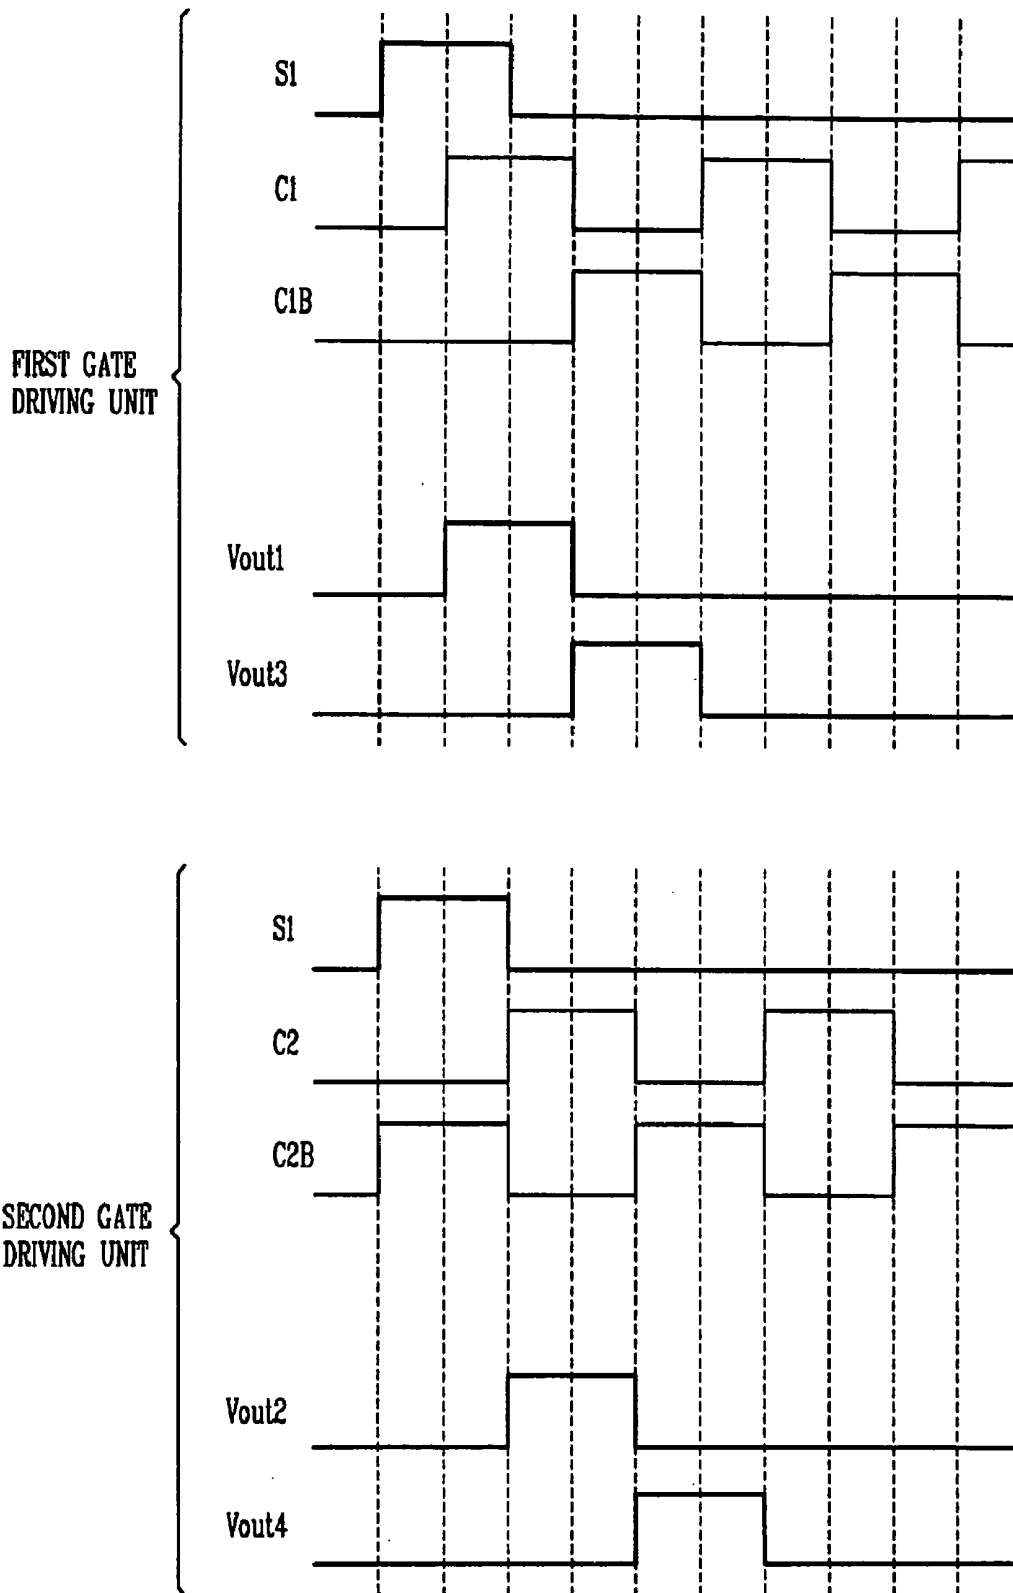 S1
C1
C1B
FIRST GATE
DRIVING UNIT
Vout1
Vout3
S1
C2
C2B
SECOND GATE
DRIVING UNIT
Vout2
Vout4